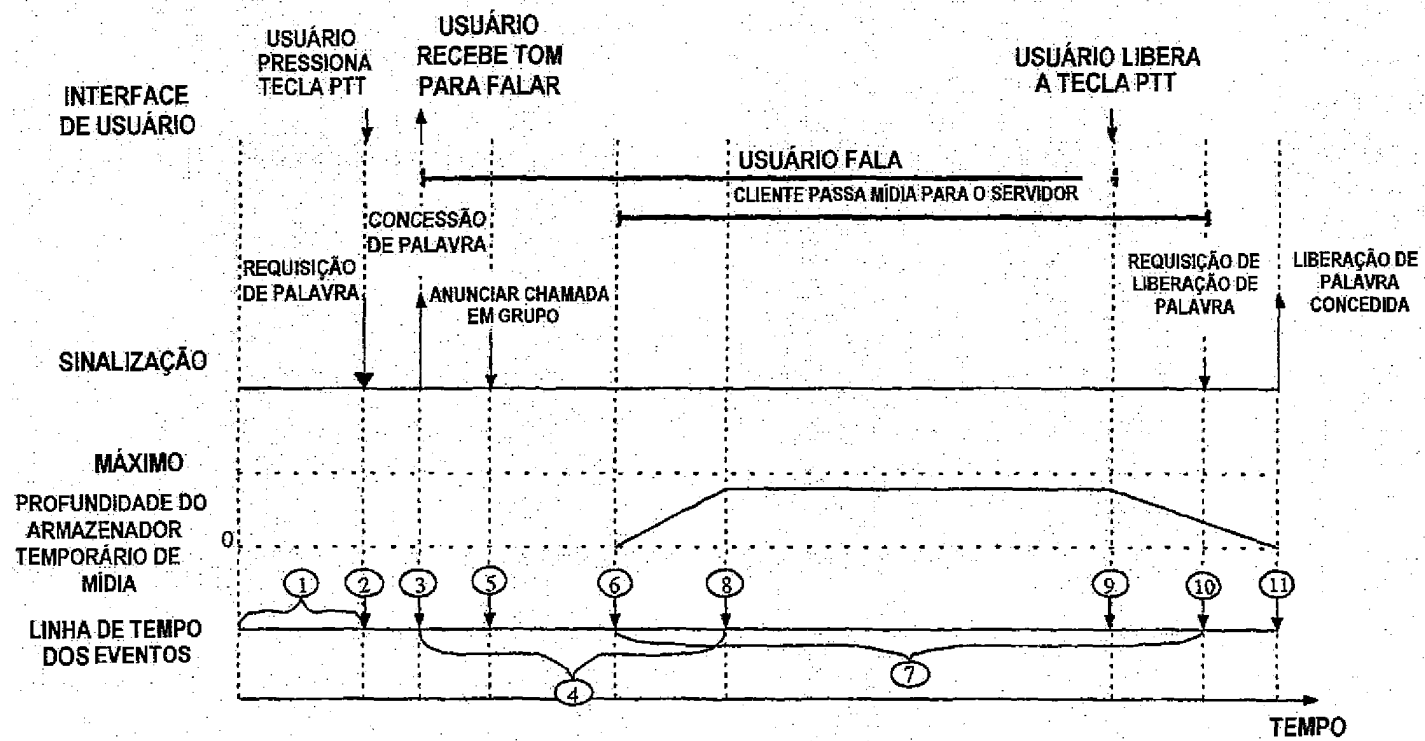 USUÁRIO
PRESSIONA
TECLA PTT
USUÁRIO
RECEBE TOM
PARA FALAR
USUÁRIO LIBERA
A TECLA PTT
INTERFACE
DE USUÁRIO
USUÁRIO FALA
CLIENTE PASSA MÍDIA PARA O SERVIDOR
CONCESSÃO
DE PALAVRA
REQUISIÇÃO
DE PALAVRA
ANUNCIAR CHAMADA
EM GRUPO
REQUISIÇÃO DE
LIBERAÇÃO DE
PALAVRA
LIBERAÇÃO DE
PALAVRA
CONCEDIDA
SINALIZAÇÃO
MÁXIMO
PROFUNDIDADE DO
ARMAZENADOR
TEMPORÁRIO DE
MÍDIA
0
1 2 3 5 6 8 9 10 11
LINHA DE TEMPO
DOS EVENTOS
4 7
TEMPO